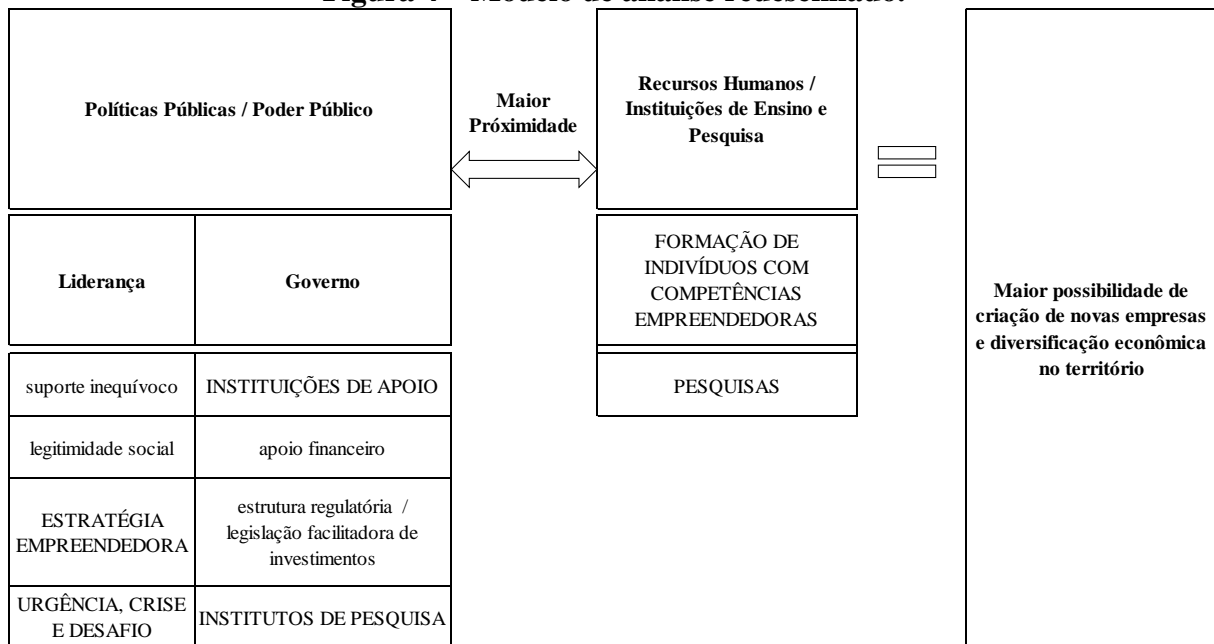 Modelo de análise redesenhado.
Políticas Públicas / Poder Público
Maior
Próximidade
Recursos Humanos /
Instituições de Ensino e
Pesquisa
Liderança
Governo
FORMAÇÃO DE
INDIVÍDUOS COM
COMPETÊNCIAS
EMPREENDEDORAS
suporte inequívoco
INSTITUIÇÕES DE APOIO
PESQUISAS
legitimidade social
apoio financeiro
ESTRATÉGIA
EMPREENDEDORA
estrutura regulatória /
legislação facilitadora de
investimentos
URGÊNCIA, CRISE
E DESAFIO
INSTITUTOS DE PESQUISA
Maior possibilidade de
criação de novas empresas
e diversificação econômica
no território